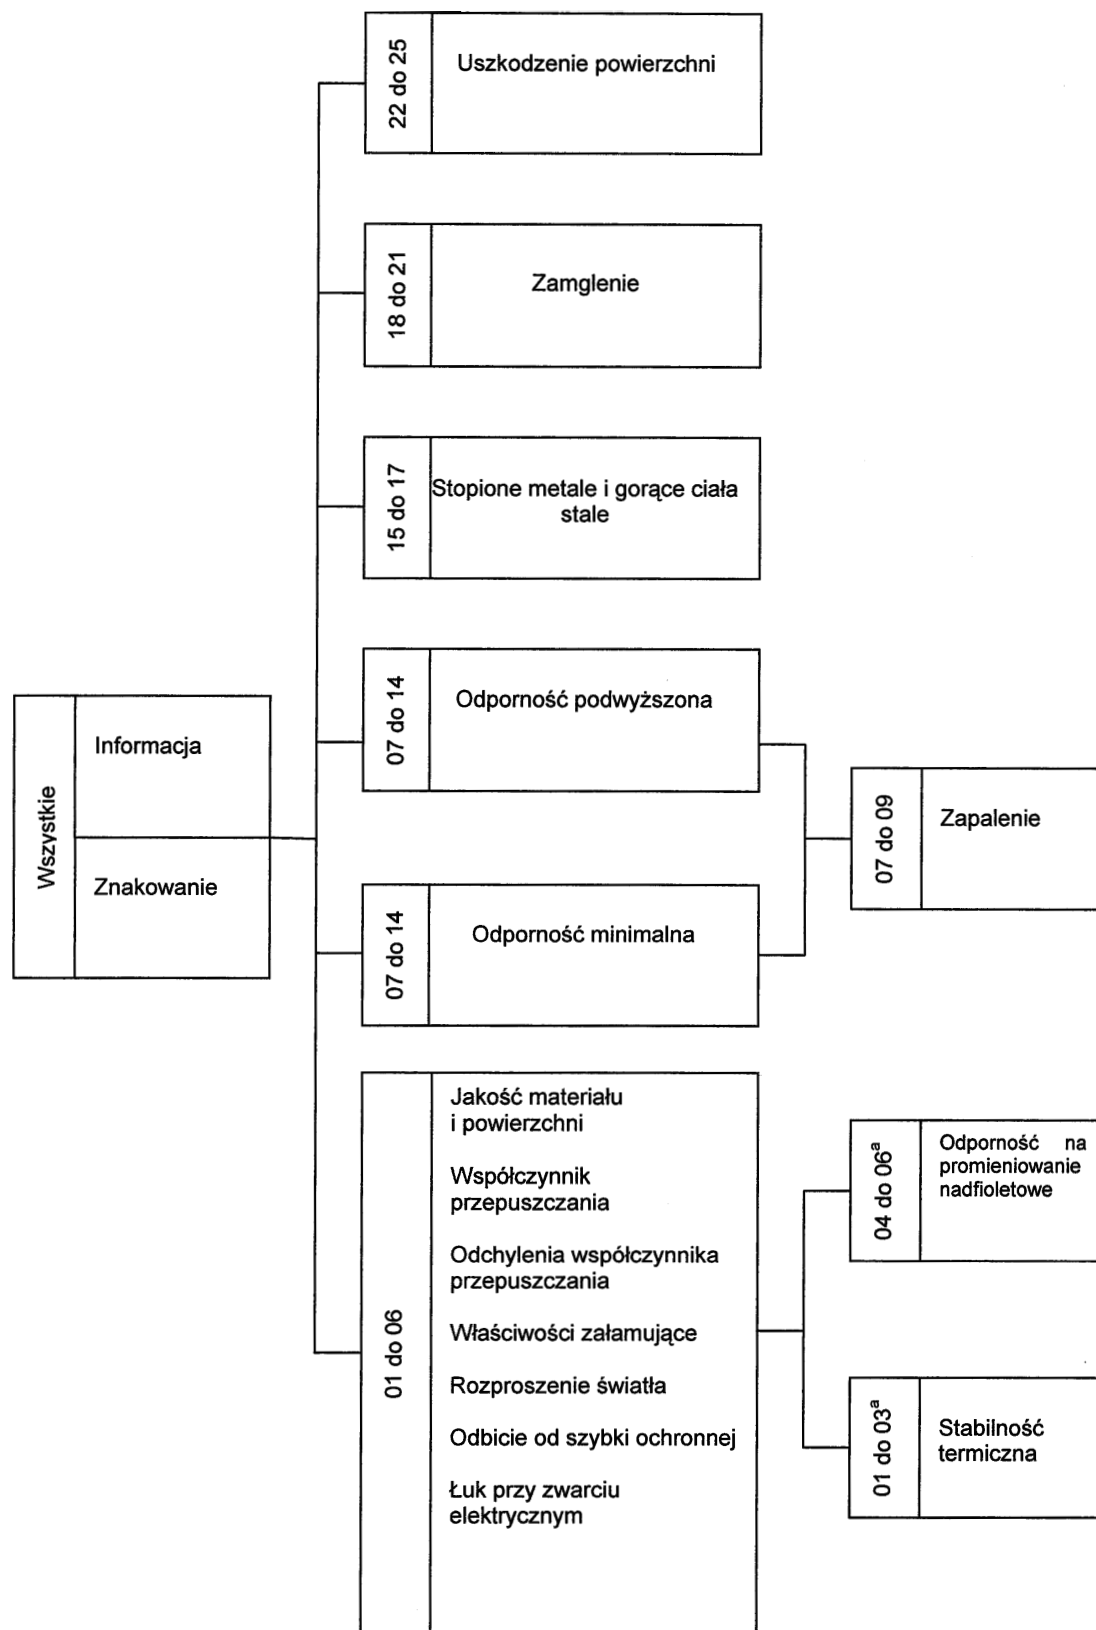 Wszystkie
Informacja
Znakowanie
22 do 25
Uszkodzenie powierzchni
18 do 21
Zamglenie
15 do 17
Stopione metale i gorące ciała
stale
07 do 14
Odporność podwyższona
07 do 14
Odporność minimalna
07 do 09
Zapalenie
01 do 06
Jakość materiału
i powierzchni
Współczynnik
przepuszczania
Odchylenia współczynnika
przepuszczania
Właściwości załamujące
Rozproszenie światła
Odbicie od szybki ochronnej
Łuk przy zwarciu
elektrycznym
04 do 06ª
Odporność na
promieniowanie
nadfioletowe
01 do 03ª
Stabilność
termiczna